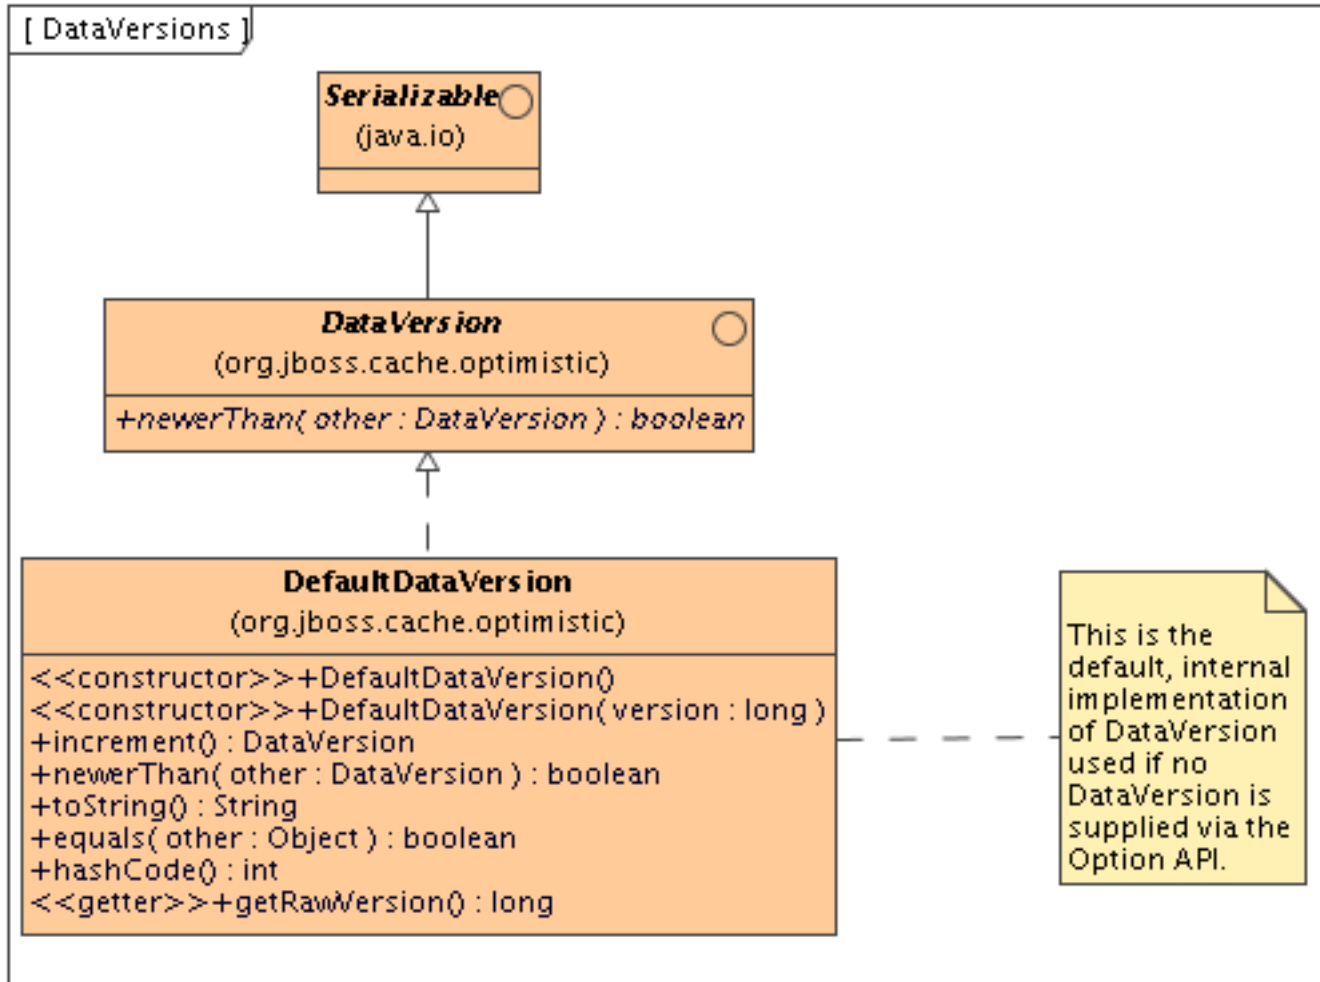 [ DataVersions ]
Serializable
(java.io)
DataVersion
(org.jboss.cache.optimistic)
+newerThan( other : DataVersion ) : boolean
DefaultDataVersion
(org.jboss.cache.optimistic)
<<constructor>>+DefaultDataVersion()
<<constructor>>+DefaultDataVersion( version : long )
+increment() : DataVersion
+newerThan( other : DataVersion ) : boolean
+toString() : String
+equals( other : Object ) : boolean
+hashCode() : int
<<getter>>+getRawVersion() : long
This is the
default, internal
implementation
of DataVersion
used if no
DataVersion is
supplied via the
Option API.